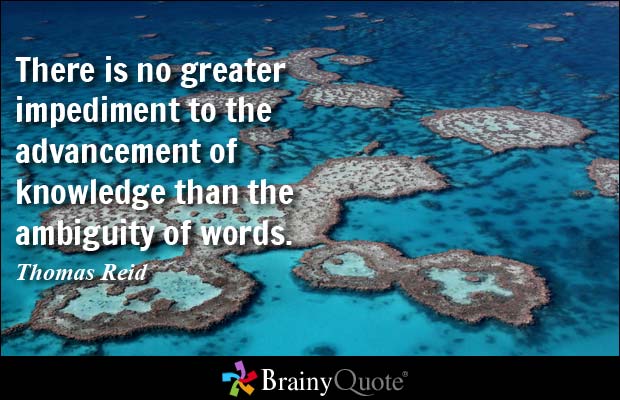 There is no greater
impediment to the
advancement of
knowledge than the
ambiguity of words.
Thomas Reid
BrainyQuote®